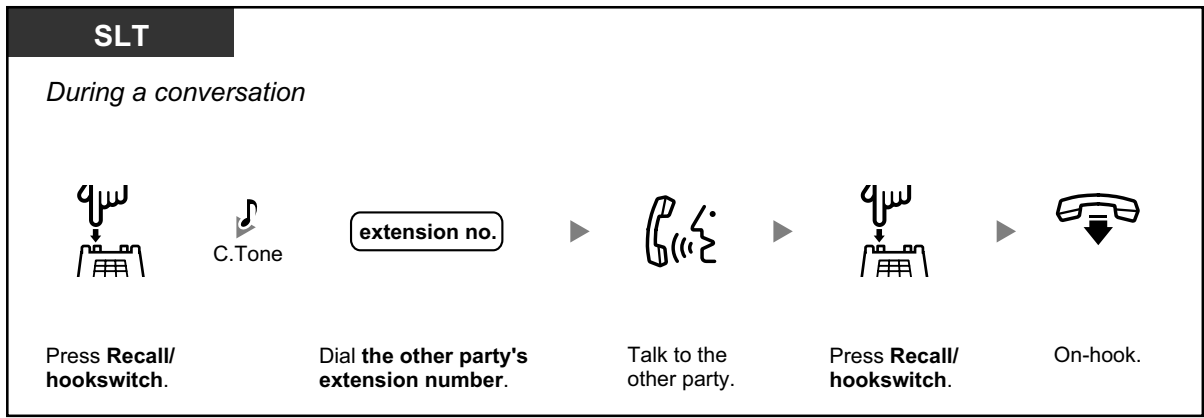 SLT
During a conversation
C.Tone
extension no.
Press Recall/
hookswitch.
Dial the other party's
extension number.
Talk to the
other party.
Press Recall/
hookswitch.
On-hook.